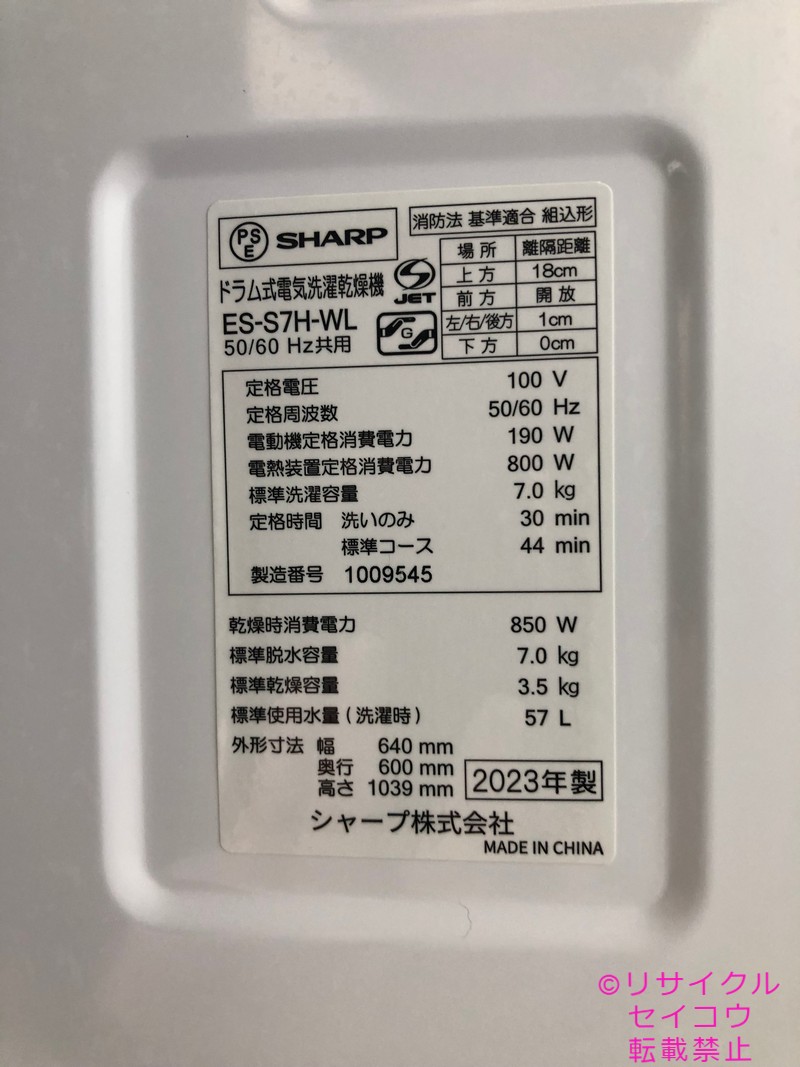 PS E SHARP
ドラム式電気洗濯乾燥機
S JET
ES-S7H-WL
50/60 Hz共用
G
消防法 基準適合 組込形
場所 離隔距離
上方 18cm
前方 開放
左/右/後方 1cm
下方 0cm
定格電圧 100 V
定格周波数 50/60 Hz
電動機定格消費電力 190 W
電熱装置定格消費電力 800 W
標準洗濯容量 7.0 kg
定格時間 洗いのみ 30 min
標準コース 44 min
製造番号 1009545
乾燥時消費電力 850 W
標準脱水容量 7.0 kg
標準乾燥容量 3.5 kg
標準使用水量(洗濯時) 57 L
外形寸法 幅 640 mm
奥行 600 mm
高さ 1039 mm
2023年製
シャープ株式会社
MADE IN CHINA
©リサイクル
セイコウ
転載禁止